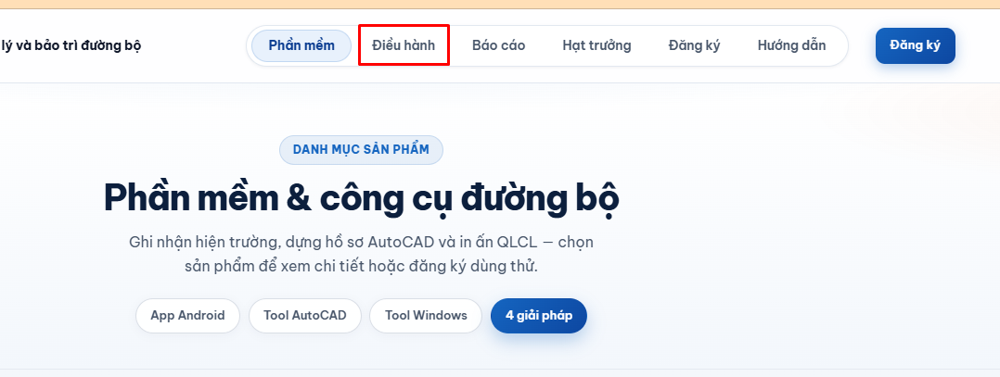 lý và bảo trì đường bộ
Phần mềm
Điều hành
Báo cáo
Hạt trưởng
Đăng ký
Hướng dẫn
Đăng ký
DANH MỤC SẢN PHẨM
Phần mềm & công cụ đường bộ
Ghi nhận hiện trường, dựng hồ sơ AutoCAD và in ấn QLCL — chọn
sản phẩm để xem chi tiết hoặc đăng ký dùng thử.
App Android
Tool AutoCAD
Tool Windows
4 giải pháp